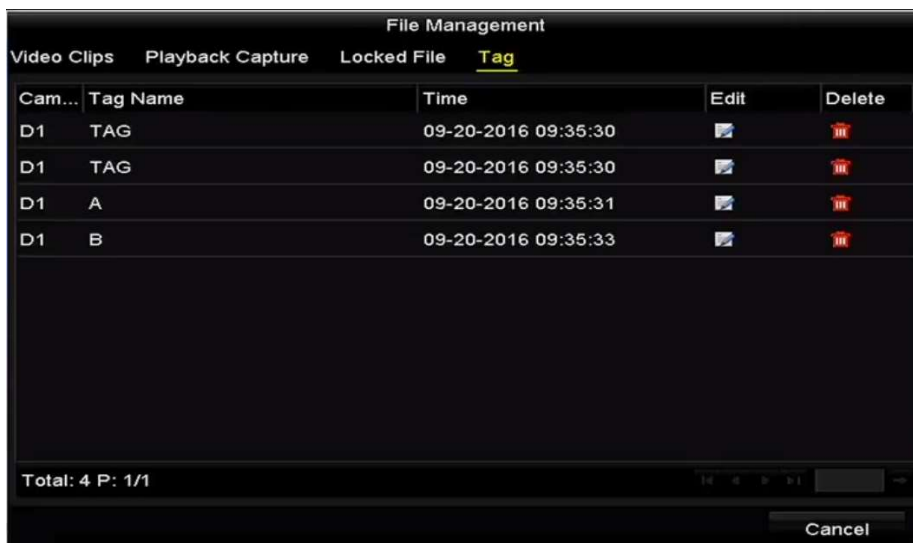 File Management
Video Clips Playback Capture Locked File Tag
Cam... Tag Name Time Edit Delete
D1 TAG 09-20-2016 09:35:30
D1 TAG 09-20-2016 09:35:30
D1 A 09-20-2016 09:35:31
D1 B 09-20-2016 09:35:33
Total: 4 P: 1/1
Cancel